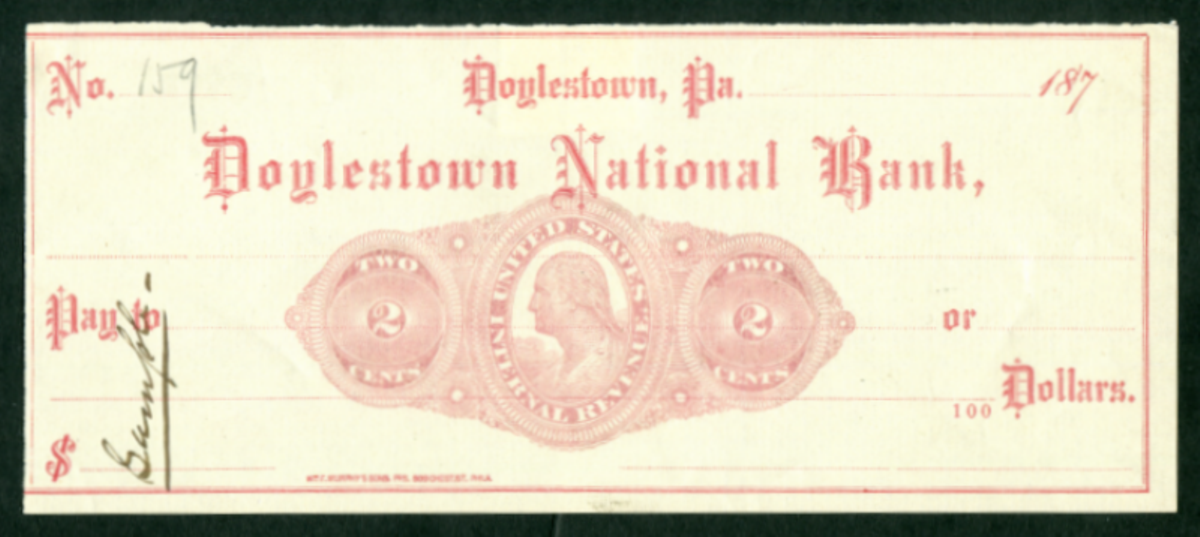 No. 159 Doylestown, Pa. 187
Doylestown National Bank,
UNITED STATES
INTERNAL REVENUE
TWO
2
CENTS
TWO
2
CENTS
Pay to or
100 Dollars.
$